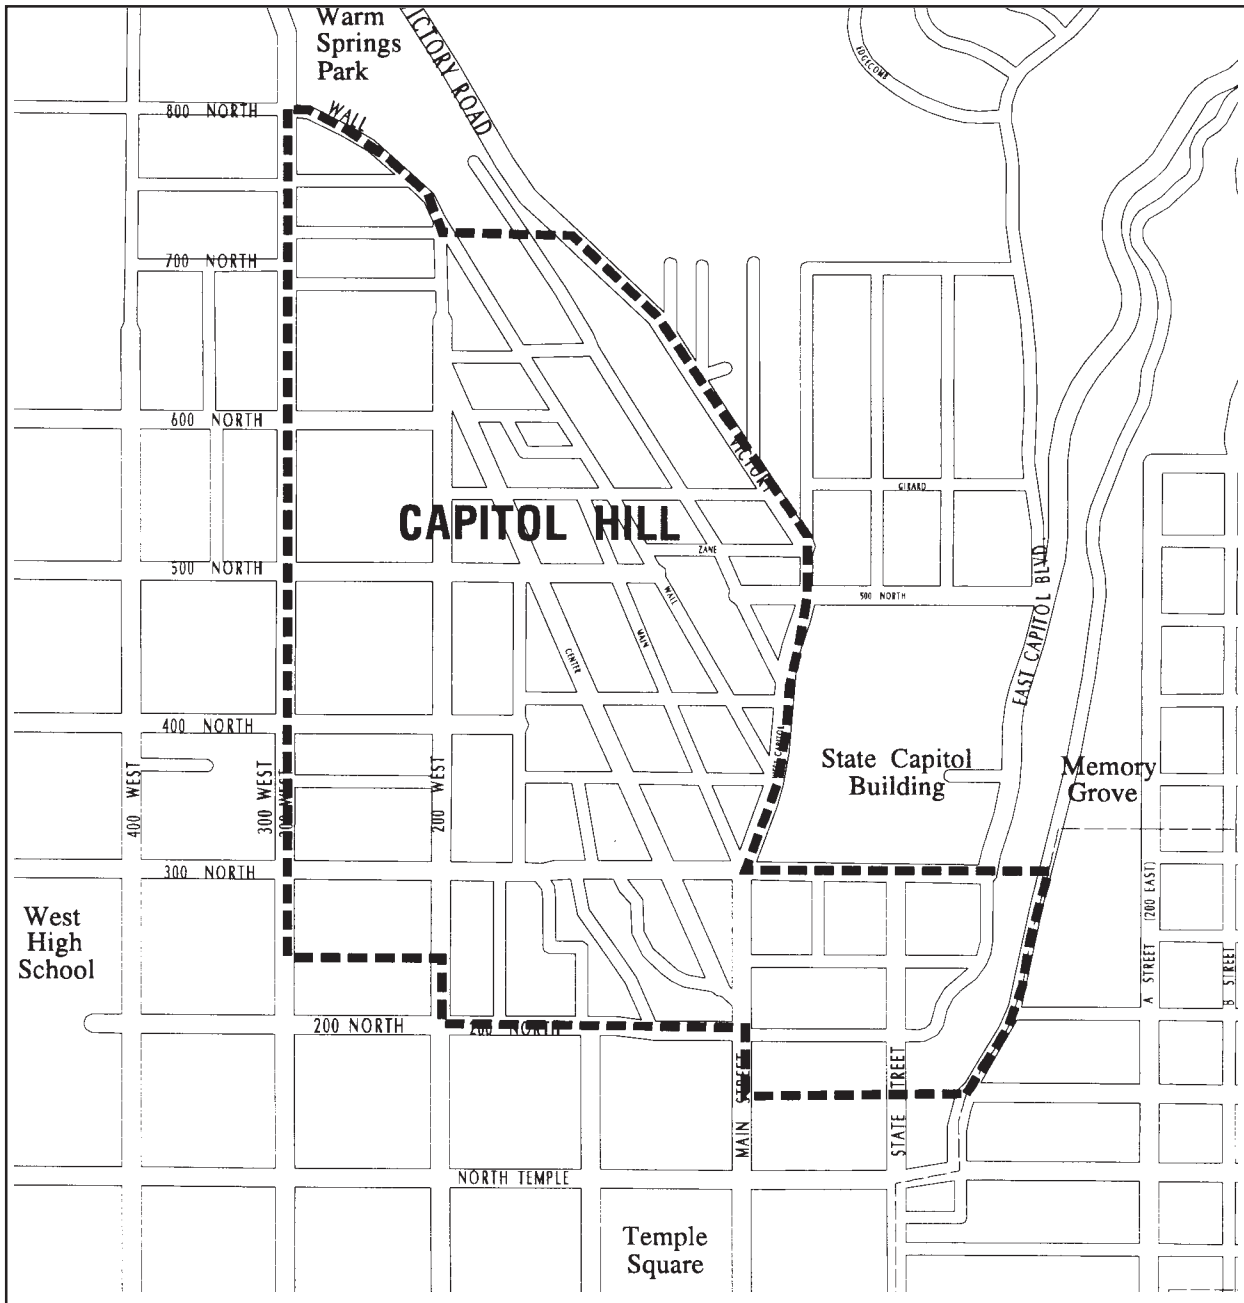 Warm
Springs
Park
ICTORY ROAD
EDGECOMB
800 NORTH
WALL
700 NORTH
600 NORTH
VICTORY
GIRARD
CAPITOL HILL
ZANE
500 NORTH
500 NORTH
WALL
MAIN
CENTER
EAST CAPITOL BLVD.
400 NORTH
CAPITOL
State Capitol
Building
Memory
Grove
400 WEST
300 WEST
300 WEST
200 WEST
300 NORTH
West
High
School
A STREET (200 EAST)
B STREET
200 NORTH
200 NORTH
MAIN STREET
STATE STREET
NORTH TEMPLE
Temple
Square